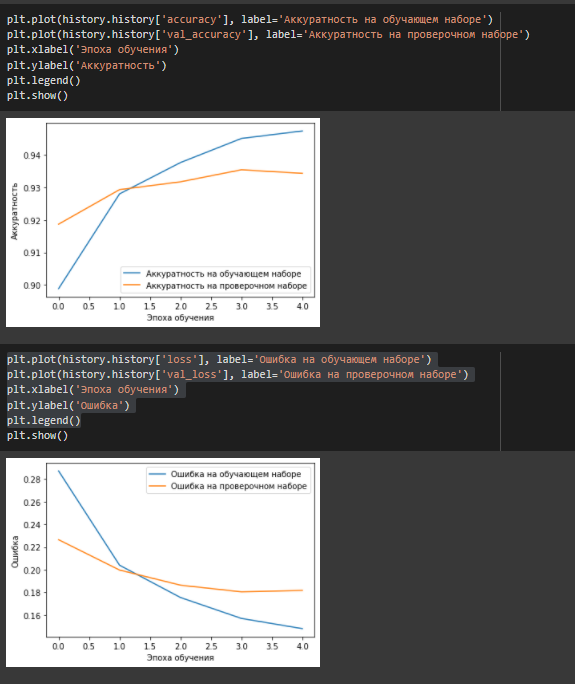 plt.plot(history.history['accuracy'], label='Аккуратность на обучающем наборе')
plt.plot(history.history['val_accuracy'], label='Аккуратность на проверочном наборе')
plt.xlabel('Эпоха обучения')
plt.ylabel('Аккуратность')
plt.legend()
plt.show()
0.94
0.93
0.92
0.91
0.90
Аккуратность
Аккуратность на обучающем наборе
Аккуратность на проверочном наборе
0.0 0.5 1.0 1.5 2.0 2.5 3.0 3.5 4.0
Эпоха обучения
plt.plot(history.history['loss'], label='Ошибка на обучающем наборе')
plt.plot(history.history['val_loss'], label='Ошибка на проверочном наборе')
plt.xlabel('Эпоха обучения')
plt.ylabel('Ошибка')
plt.legend()
plt.show()
Ошибка на обучающем наборе
Ошибка на проверочном наборе
0.28
0.26
0.24
0.22
0.20
0.18
0.16
Ошибка
0.0 0.5 1.0 1.5 2.0 2.5 3.0 3.5 4.0
Эпоха обучения